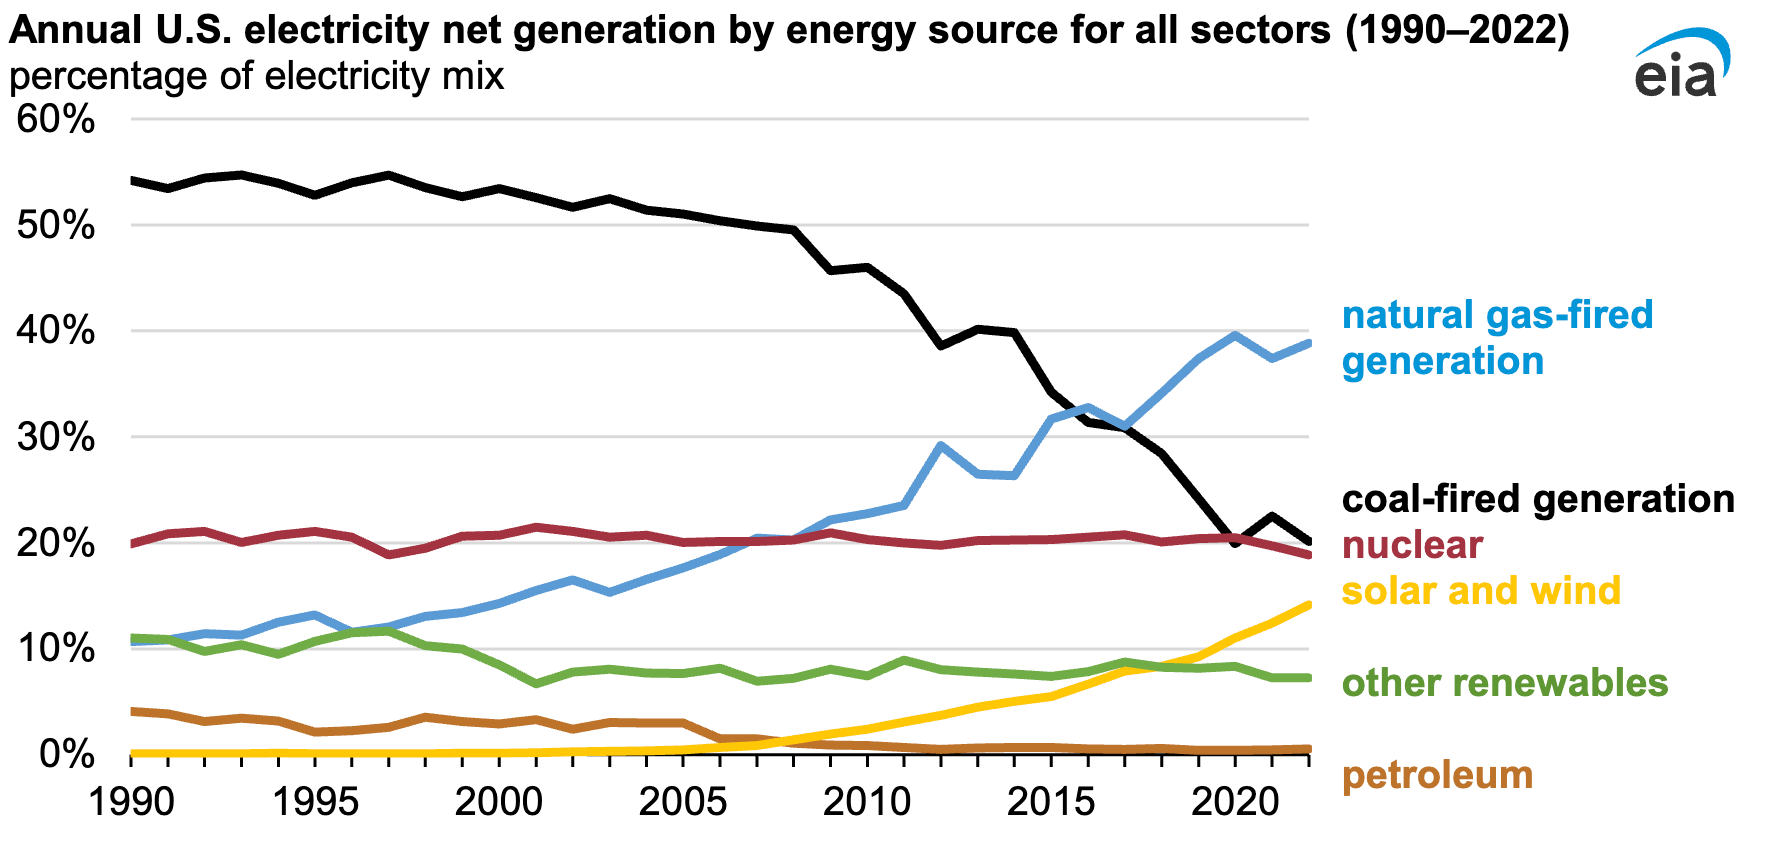 Annual U.S. electricity net generation by energy source for all sectors (1990–2022)
percentage of electricity mix
eia
60%
50%
40%
30%
20%
10%
0%
1990 1995 2000 2005 2010 2015 2020
natural gas-fired
generation
coal-fired generation
nuclear
solar and wind
other renewables
petroleum